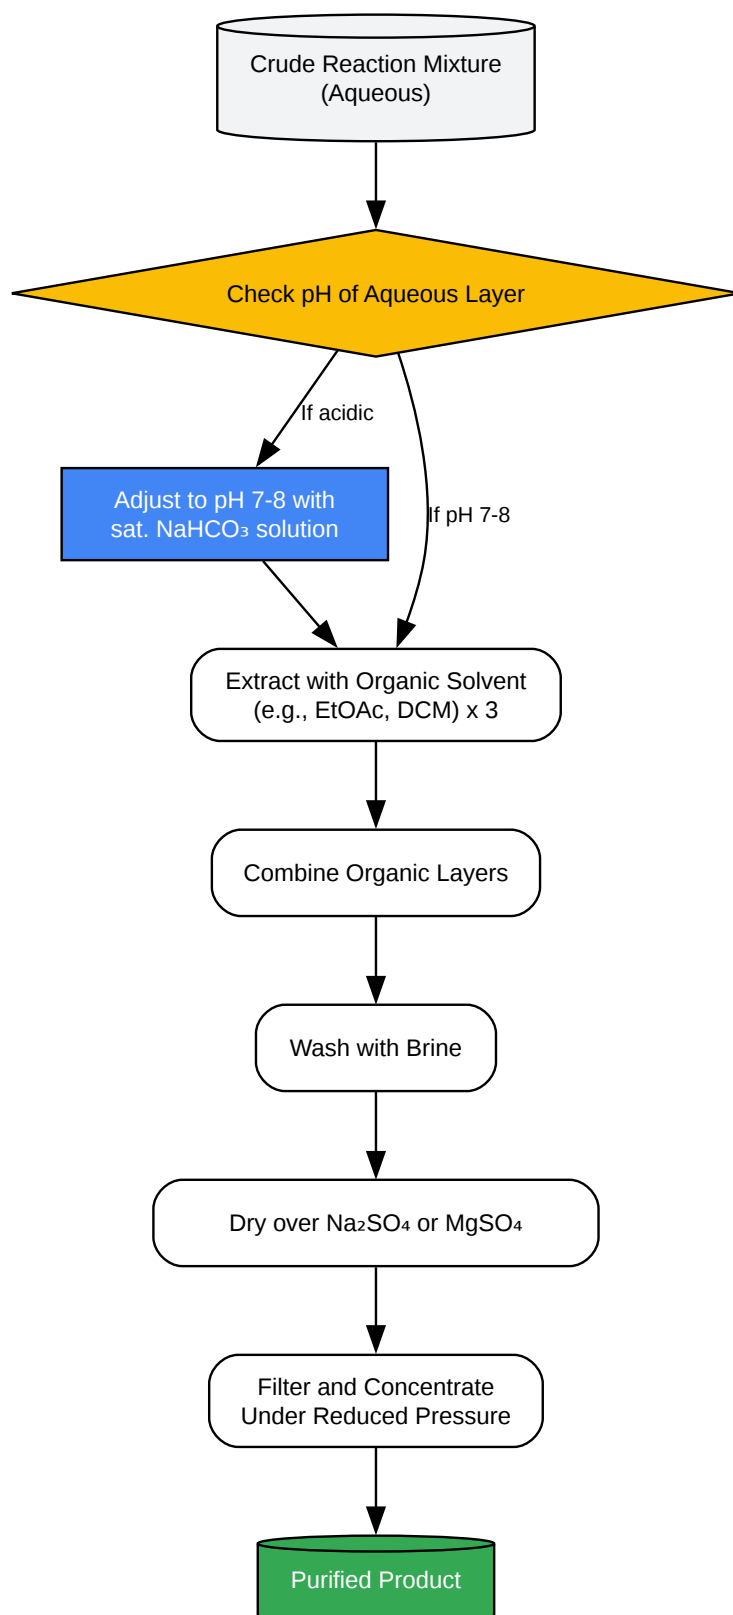 Crude Reaction Mixture
(Aqueous)
Check pH of Aqueous Layer
If acidic
Adjust to pH 7-8 with
sat. NaHCO₃ solution
If pH 7-8
Extract with Organic Solvent
(e.g., EtOAc, DCM) x 3
Combine Organic Layers
Wash with Brine
Dry over Na₂SO₄ or MgSO₄
Filter and Concentrate
Under Reduced Pressure
Purified Product